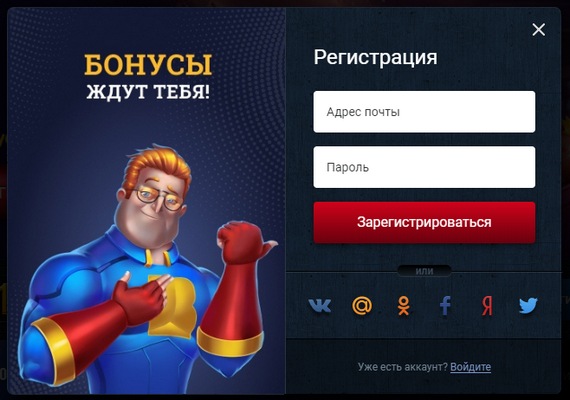 БОНУСЫ
ЖДУТ ТЕБЯ!
Регистрация
Адрес почты
Пароль
Зарегистрироваться
или
Уже есть аккаунт? Войдите